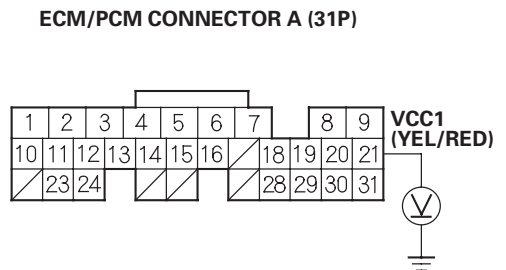 ECM/PCM CONNECTOR A (31P)
1 2 3 4 5 6 7 8 9
VCC1
(YEL/RED)
10 11 12 13 14 15 16 18 19 20 21
23 24 28 29 30 31
V